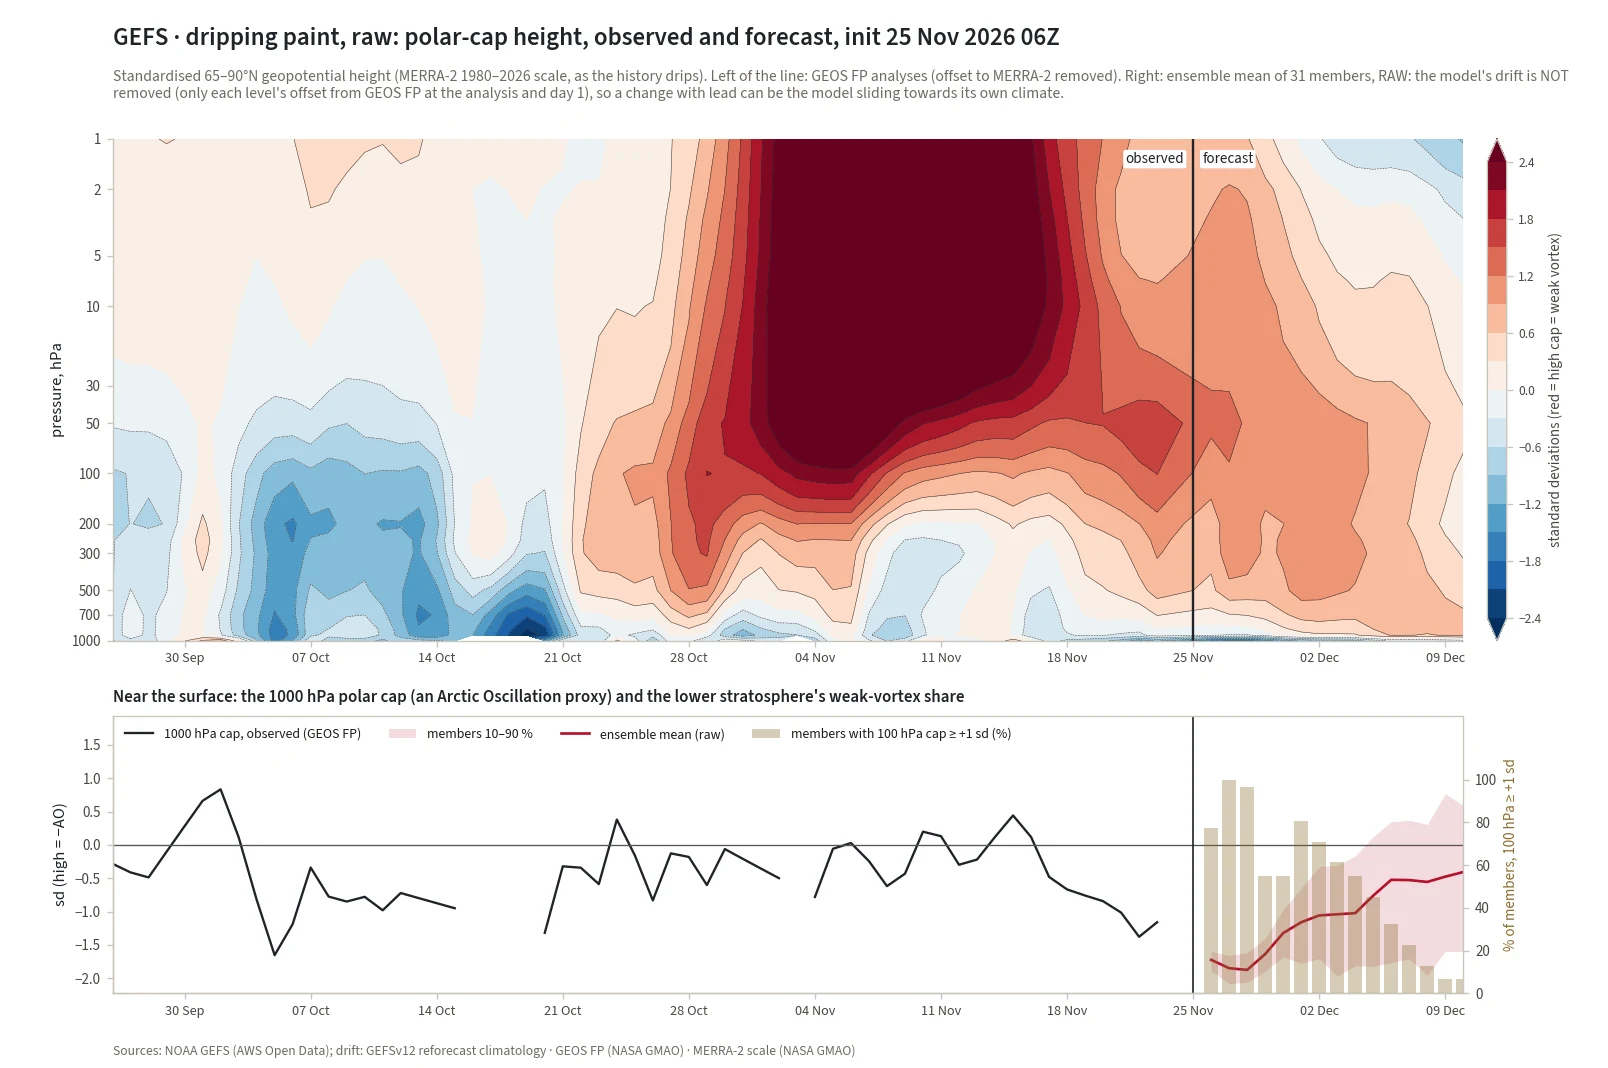 GEFS · dripping paint, raw: polar-cap height, observed and forecast, init 25 Nov 2026 06Z
Standardised 65–90°N geopotential height (MERRA-2 1980–2026 scale, as the history drips). Left of the line: GEOS FP analyses (offset to MERRA-2 removed). Right: ensemble mean of 31 members, RAW: the model's drift is NOT
removed (only each level's offset from GEOS FP at the analysis and day 1), so a change with lead can be the model sliding towards its own climate.
observed
forecast
pressure, hPa
1
2
5
10
30
50
100
200
300
500
700
1000
30 Sep
07 Oct
14 Oct
21 Oct
28 Oct
04 Nov
11 Nov
18 Nov
25 Nov
02 Dec
09 Dec
2.4
1.8
1.2
0.6
0.0
−0.6
−1.2
−1.8
−2.4
standard deviations (red = high cap = weak vortex)
Near the surface: the 1000 hPa polar cap (an Arctic Oscillation proxy) and the lower stratosphere's weak-vortex share
1000 hPa cap, observed (GEOS FP)
members 10–90 %
ensemble mean (raw)
members with 100 hPa cap ≥ +1 sd (%)
sd (high = −AO)
1.5
1.0
0.5
0.0
−0.5
−1.0
−1.5
−2.0
100
80
60
40
20
0
% of members, 100 hPa ≥ +1 sd
30 Sep
07 Oct
14 Oct
21 Oct
28 Oct
04 Nov
11 Nov
18 Nov
25 Nov
02 Dec
09 Dec
Sources: NOAA GEFS (AWS Open Data); drift: GEFSv12 reforecast climatology · GEOS FP (NASA GMAO) · MERRA-2 scale (NASA GMAO)